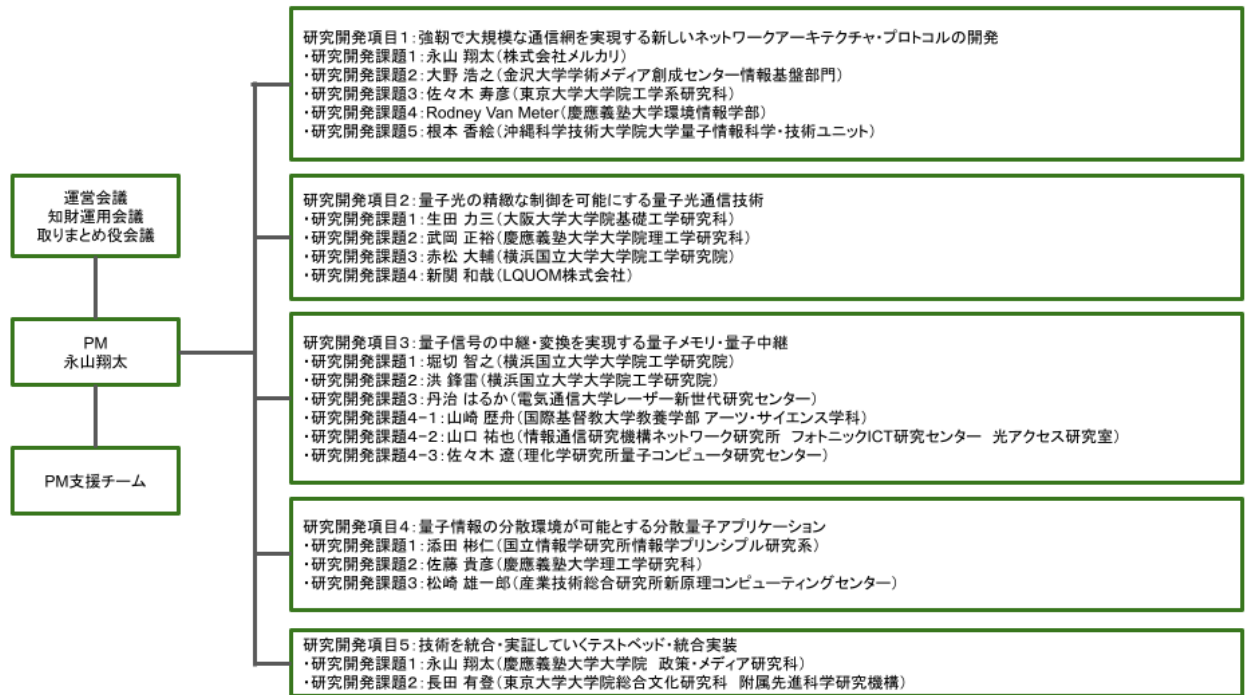 運営会議
知財運用会議
取りまとめ役会議
PM
永山翔太
PM支援チーム
研究開発項目1:強靭で大規模な通信網を実現する新しいネットワークアーキテクチャ・プロトコルの開発
・研究開発課題1:永山 翔太(株式会社メルカリ)
・研究開発課題2:大野 浩之(金沢大学学術メディア創成センター情報基盤部門)
・研究開発課題3:佐々木 寿彦(東京大学大学院工学系研究科)
・研究開発課題4:Rodney Van Meter(慶應義塾大学環境情報学部)
・研究開発課題5:根本 香絵(沖縄科学技術大学院大学量子情報科学・技術ユニット)
研究開発項目2:量子光の精緻な制御を可能にする量子光通信技術
・研究開発課題1:生田 力三(大阪大学大学院基礎工学研究科)
・研究開発課題2:武岡 正裕(慶應義塾大学大学院理工学研究科)
・研究開発課題3:赤松 大輔(横浜国立大学大学院工学研究院)
・研究開発課題4:新関 和哉(LQUOM株式会社)
研究開発項目3:量子信号の中継・変換を実現する量子メモリ・量子中継
・研究開発課題1:堀切 智之(横浜国立大学大学院工学研究院)
・研究開発課題2:洪 鋒雷(横浜国立大学大学院工学研究院)
・研究開発課題3:丹治 はるか(電気通信大学レーザー新世代研究センター)
・研究開発課題4-1:山崎 歴舟(国際基督教大学教養学部 アーツ・サイエンス学科)
・研究開発課題4-2:山口 祐也(情報通信研究機構ネットワーク研究所 フォトニックICT研究センター 光アクセス研究室)
・研究開発課題4-3:佐々木 遼(理化学研究所量子コンピュータ研究センター)
研究開発項目4:量子情報の分散環境が可能とする分散量子アプリケーション
・研究開発課題1:添田 彬仁(国立情報学研究所情報学プリンシプル研究系)
・研究開発課題2:佐藤 貴彦(慶應義塾大学理工学研究科)
・研究開発課題3:松崎 雄一郎(産業技術総合研究所新原理コンピューティングセンター)
研究開発項目5:技術を統合・実証していくテストベッド・統合実装
・研究開発課題1:永山 翔太(慶應義塾大学大学院 政策・メディア研究科)
・研究開発課題2:長田 有登(東京大学大学院総合文化研究科 附属先進科学研究機構)